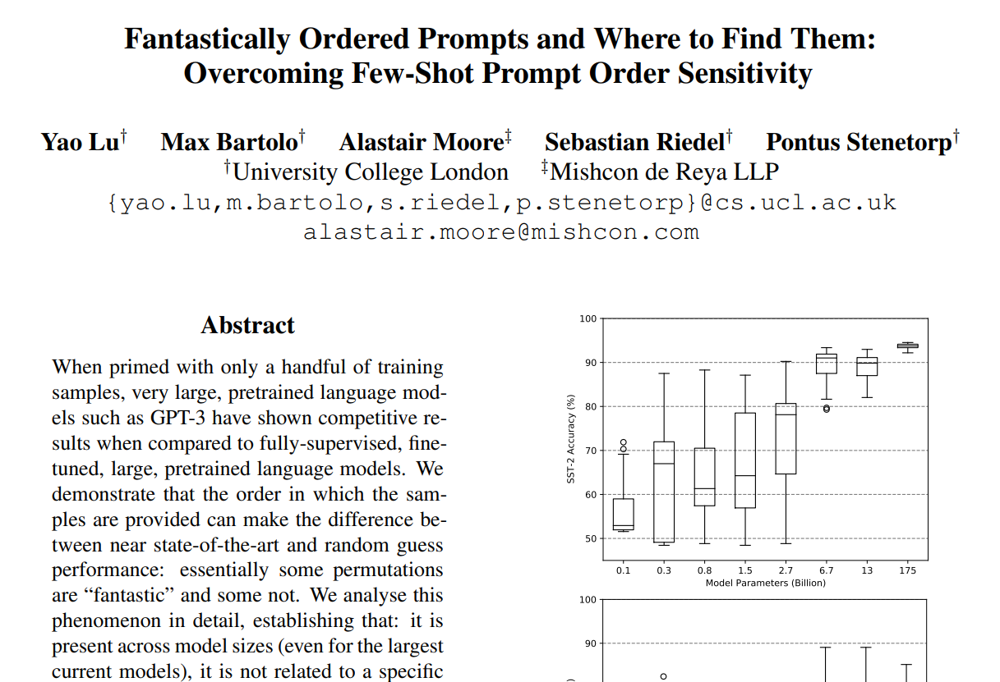 Fantastically Ordered Prompts and Where to Find Them:
Overcoming Few-Shot Prompt Order Sensitivity
Yao Lu† Max Bartolo† Alastair Moore‡ Sebastian Riedel† Pontus Stenetorp†
†University College London ‡Mishcon de Reya LLP
{yao.lu,m.bartolo,s.riedel,p.stenetorp}@cs.ucl.ac.uk
alastair.moore@mishcon.com
Abstract
When primed with only a handful of training
samples, very large, pretrained language mod-
els such as GPT-3 have shown competitive re-
sults when compared to fully-supervised, fine-
tuned, large, pretrained language models. We
demonstrate that the order in which the sam-
ples are provided can make the difference be-
tween near state-of-the-art and random guess
performance: essentially some permutations
are “fantastic” and some not. We analyse this
phenomenon in detail, establishing that: it is
present across model sizes (even for the largest
current models), it is not related to a specific
100
90
80
70
60
50
SST-2 Accuracy (%)
0.1 0.3 0.8 1.5 2.7 6.7 13 175
Model Parameters (Billion)
100
90